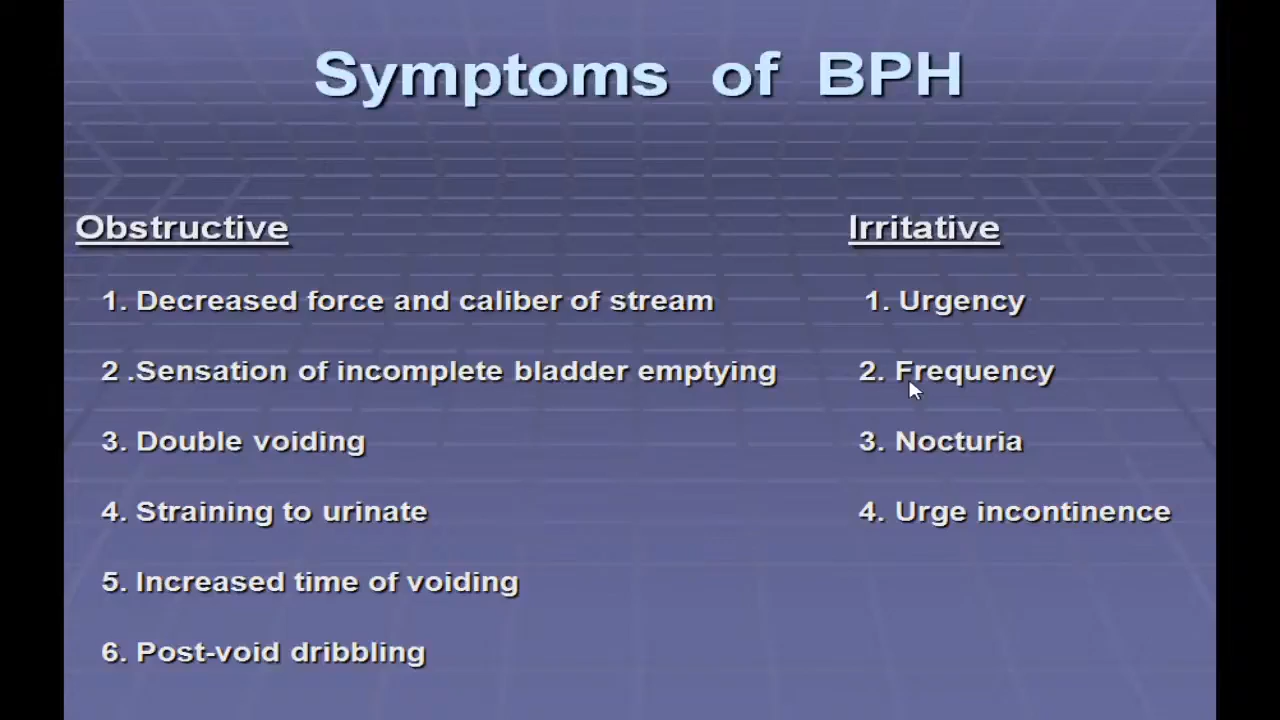 Symptoms of BPH
Obstructive
1. Decreased force and caliber of stream
2 .Sensation of incomplete bladder emptying
3. Double voiding
4. Straining to urinate
5. Increased time of voiding
6. Post-void dribbling
Irritative
1. Urgency
2. Frequency
3. Nocturia
4. Urge incontinence